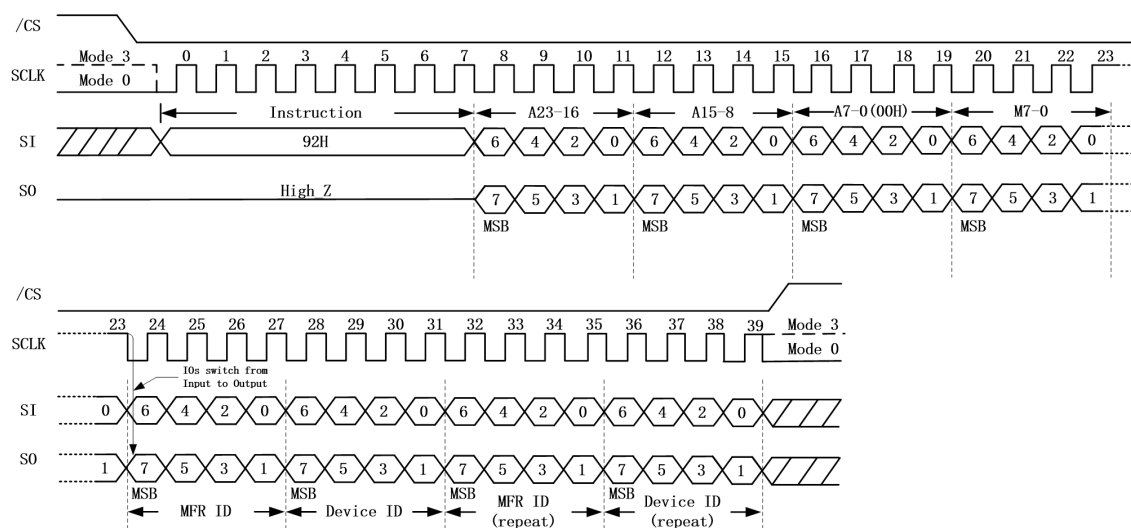 /CS
Mode 3 0 1 2 3 4 5 6 7 8 9 10 11 12 13 14 15 16 17 18 19 20 21 22 23
SCLK
Mode 0
Instruction A23-16 A15-8 A7-0(00H) M7-0
SI 92H 6 4 2 0 6 4 2 0 6 4 2 0 6 4 2 0
SO High_Z 7 5 3 1 7 5 3 1 7 5 3 1 7 5 3 1
MSB MSB MSB MSB
/CS
23 24 25 26 27 28 29 30 31 32 33 34 35 36 37 38 39 Mode 3
SCLK
Mode 0
IOs switch from
Input to Output
SI 0 6 4 2 0 6 4 2 0 6 4 2 0 6 4 2 0
SO 1 7 5 3 1 7 5 3 1 7 5 3 1 7 5 3 1
MSB MSB MSB MSB
MFR ID Device ID MFR ID Device ID
(repeat) (repeat)